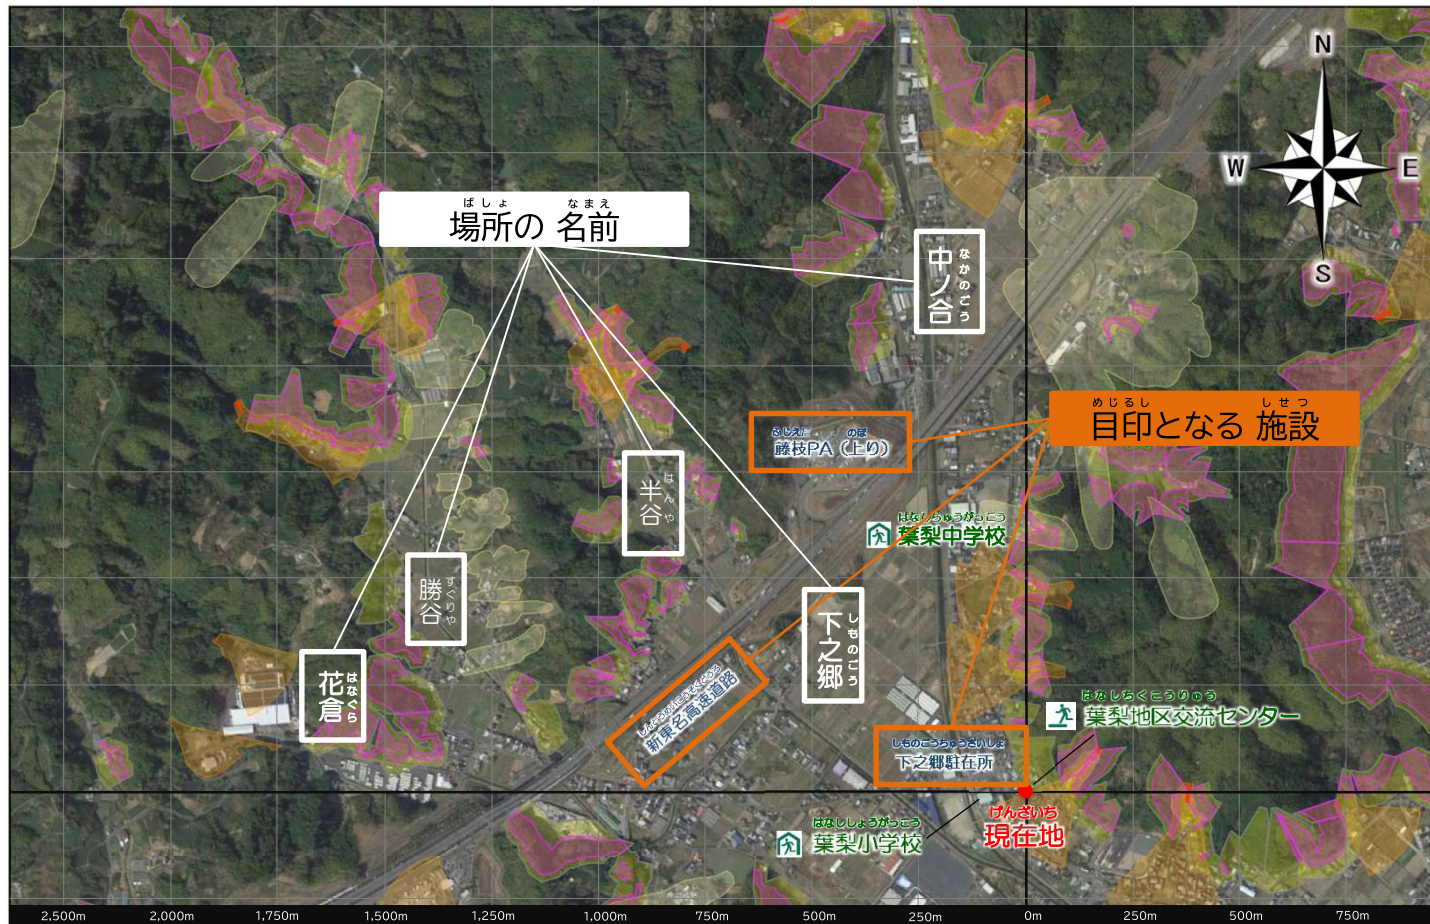 N
W
E
S
ばしょ なまえ
場所の 名前
なかのごう
中ノ合
めじるし しせつ
目印となる 施設
ふじえだ のぼ
藤枝PA（上り）
はんや
半谷
はなしちゅうがっこう
葉梨中学校
すぐりや
勝谷
しものごう
下之郷
はなぐら
花倉
しんとうめいこうそくどうろ
新東名高速道路
はなしちくこうりゅう
葉梨地区交流センター
しものごうちゅうざいしょ
下之郷駐在所
げんざいち
現在地
はなししょうがっこう
葉梨小学校
2,500m 2,000m 1,750m 1,500m 1,250m 1,000m 750m 500m 250m 0m 250m 500m 750m